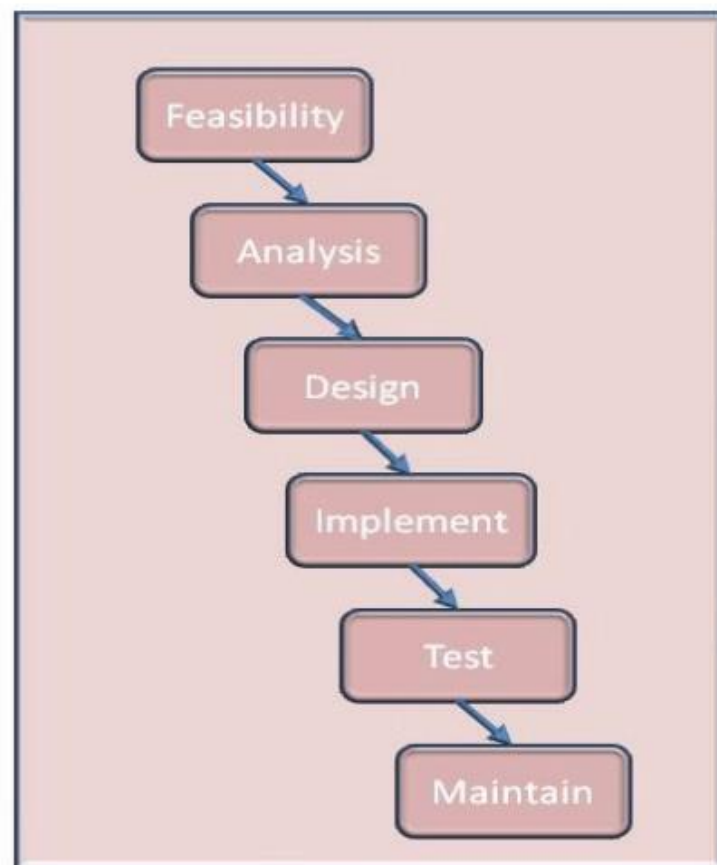 Feasibility
Analysis
Design
Implement
Test
Maintain